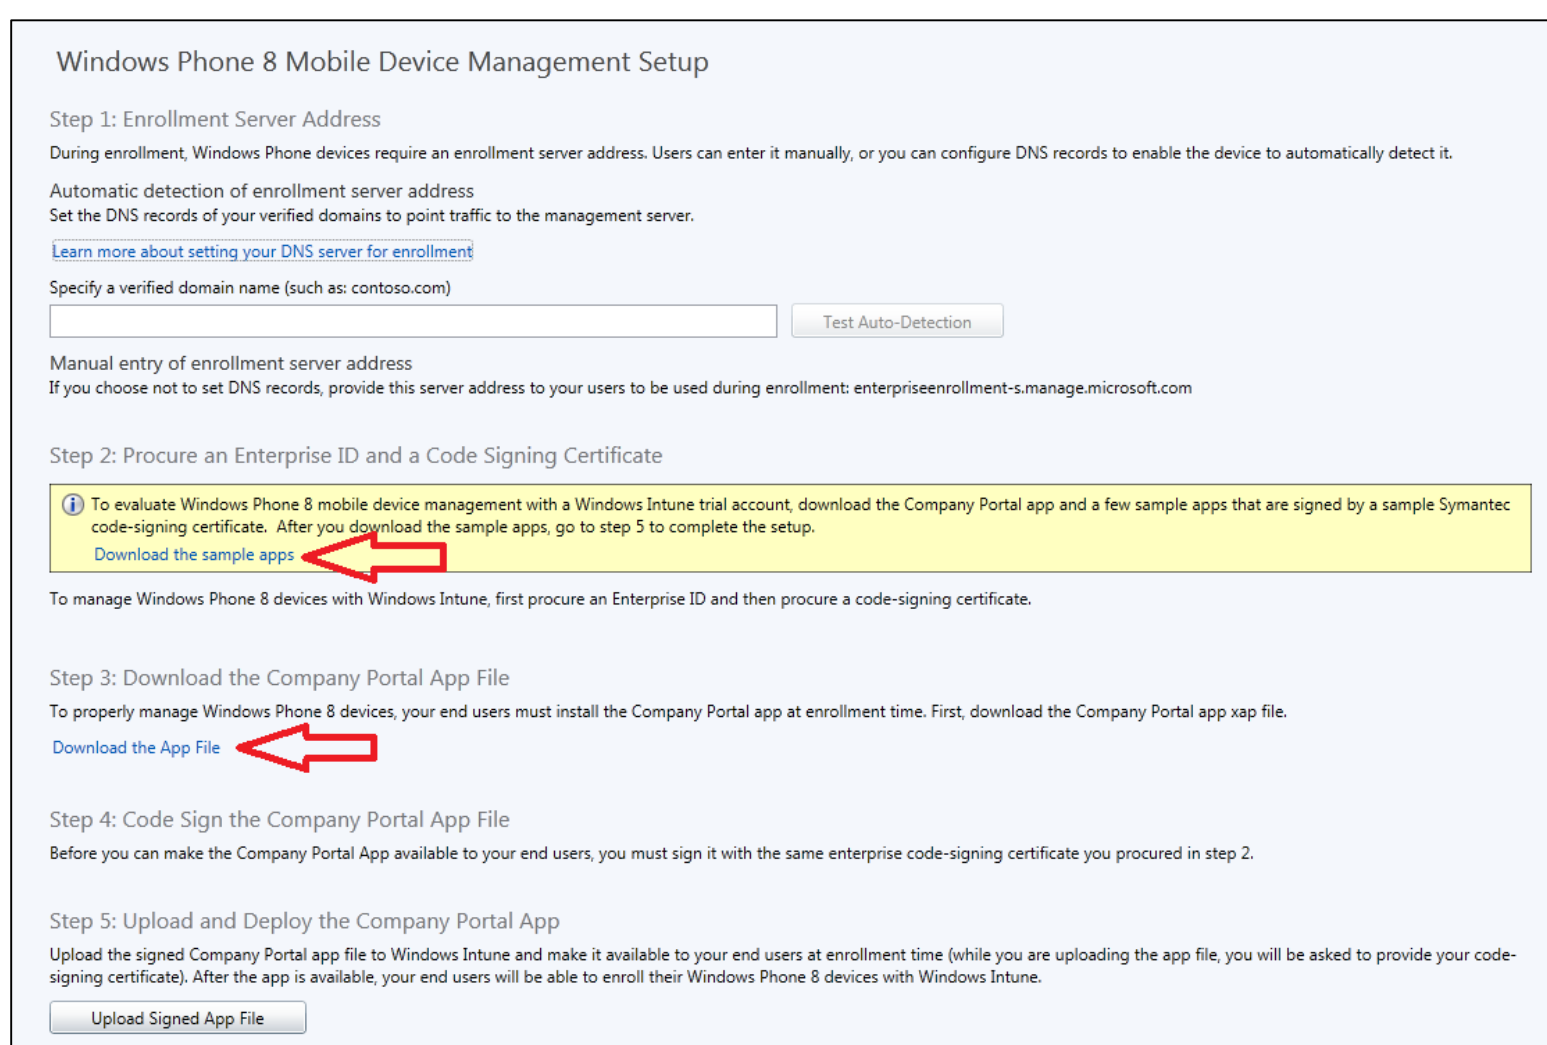 Windows Phone 8 Mobile Device Management Setup
Step 1: Enrollment Server Address
During enrollment, Windows Phone devices require an enrollment server address. Users can enter it manually, or you can configure DNS records to enable the device to automatically detect it.
Automatic detection of enrollment server address
Set the DNS records of your verified domains to point traffic to the management server.
Learn more about setting your DNS server for enrollment
Specify a verified domain name (such as: contoso.com)
Test Auto-Detection
Manual entry of enrollment server address
If you choose not to set DNS records, provide this server address to your users to be used during enrollment: enterpriseenrollment-s.manage.microsoft.com
Step 2: Procure an Enterprise ID and a Code Signing Certificate
To evaluate Windows Phone 8 mobile device management with a Windows Intune trial account, download the Company Portal app and a few sample apps that are signed by a sample Symantec
code-signing certificate.  After you download the sample apps, go to step 5 to complete the setup.
Download the sample apps
To manage Windows Phone 8 devices with Windows Intune, first procure an Enterprise ID and then procure a code-signing certificate.
Step 3: Download the Company Portal App File
To properly manage Windows Phone 8 devices, your end users must install the Company Portal app at enrollment time. First, download the Company Portal app xap file.
Download the App File
Step 4: Code Sign the Company Portal App File
Before you can make the Company Portal App available to your end users, you must sign it with the same enterprise code-signing certificate you procured in step 2.
Step 5: Upload and Deploy the Company Portal App
Upload the signed Company Portal app file to Windows Intune and make it available to your end users at enrollment time (while you are uploading the app file, you will be asked to provide your code-
signing certificate). After the app is available, your end users will be able to enroll their Windows Phone 8 devices with Windows Intune.
Upload Signed App File